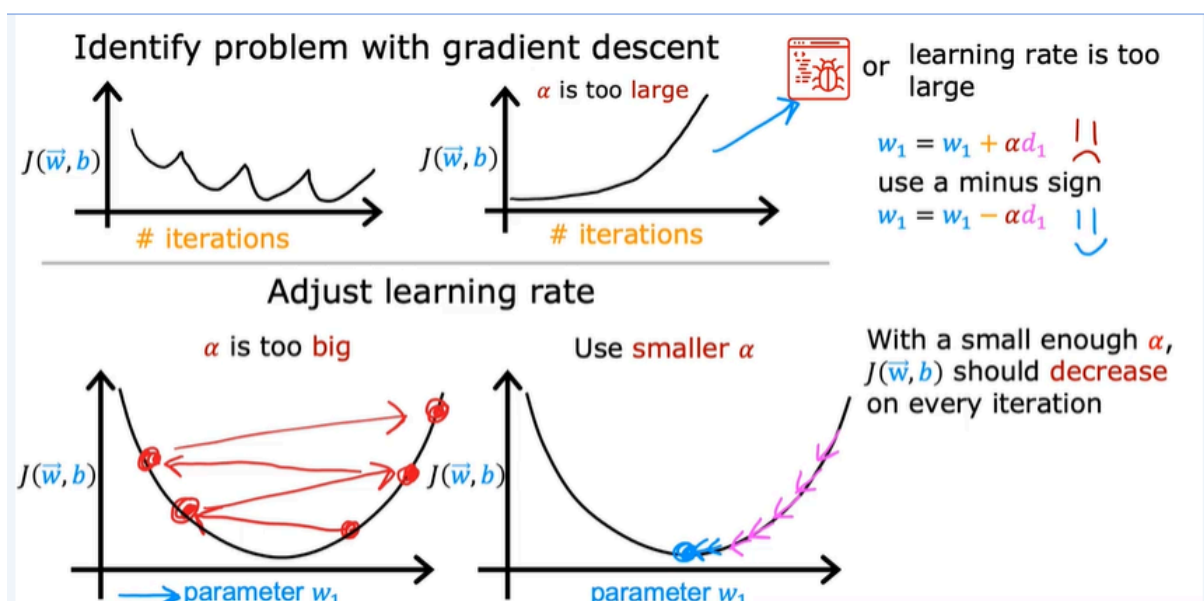 Identify problem with gradient descent
J(w⃗, b)
# iterations
α is too large
J(w⃗, b)
# iterations
or learning rate is too
large
w₁ = w₁ + αd₁
use a minus sign
w₁ = w₁ − αd₁
Adjust learning rate
α is too big
J(w⃗, b)
parameter w₁
Use smaller α
J(w⃗, b)
parameter w₁
With a small enough α,
J(w⃗, b) should decrease
on every iteration